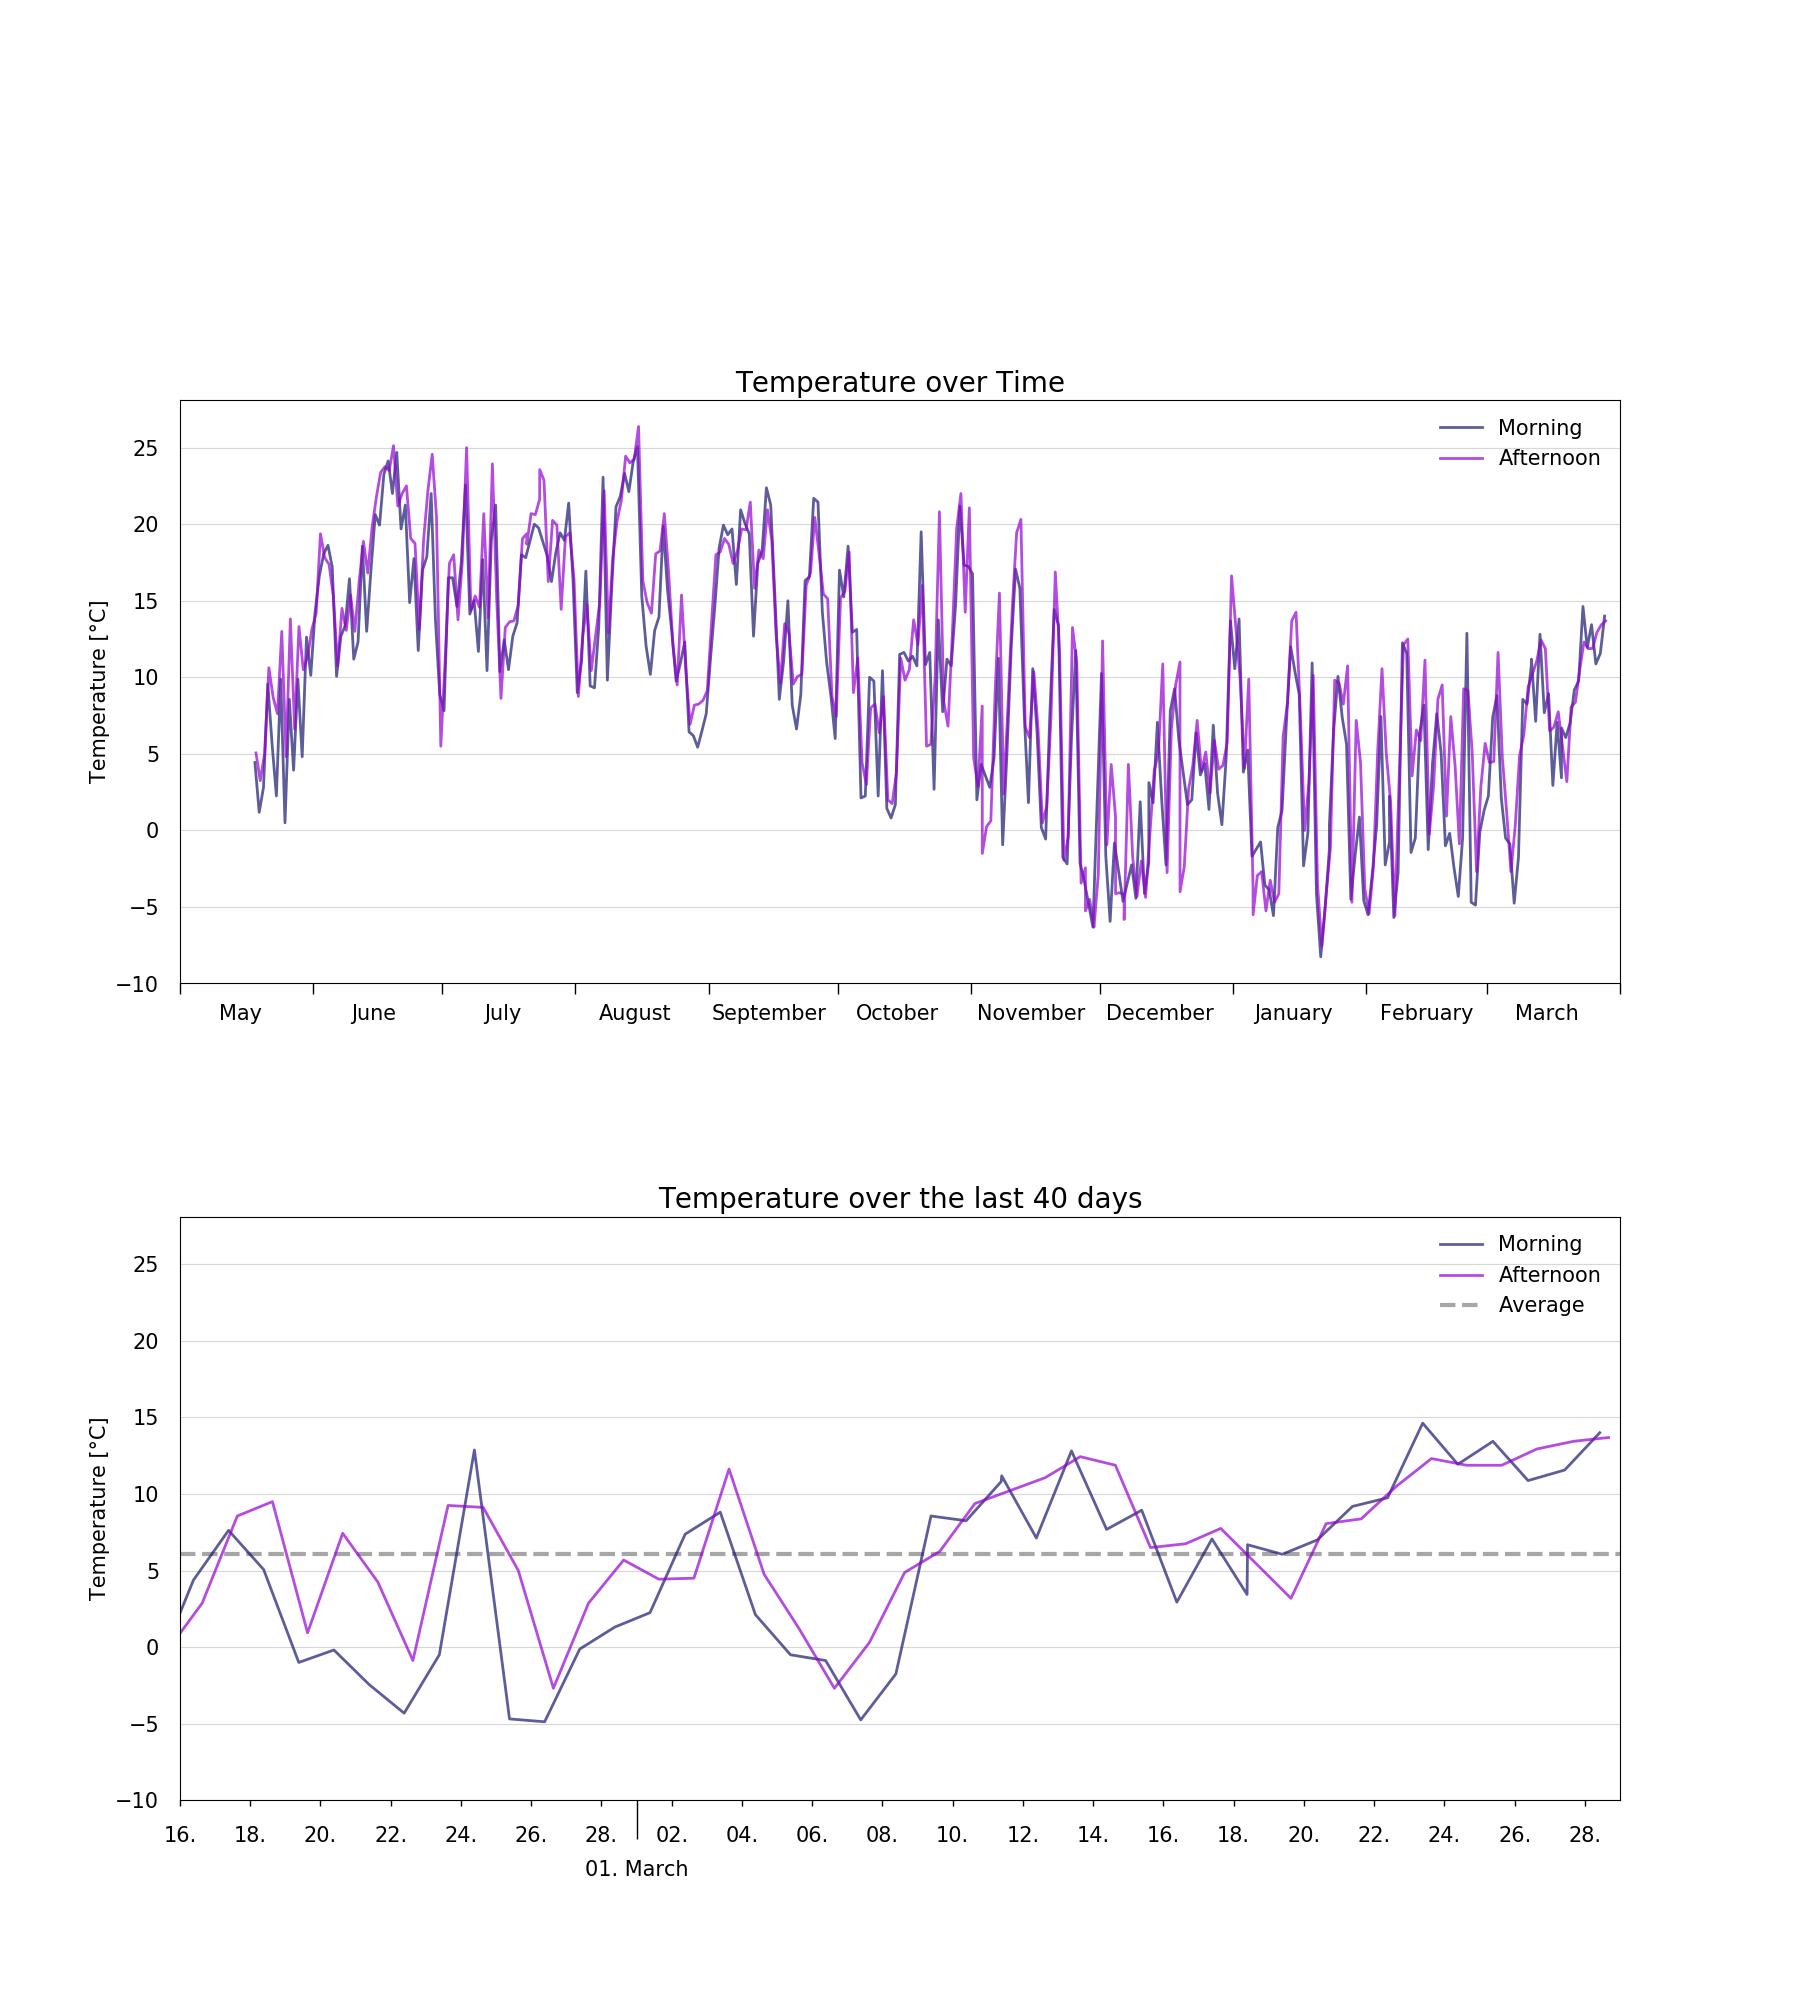 Temperature over Time
Temperature [°C]
25
20
15
10
5
0
−5
−10
Morning
Afternoon
May June July August September October November December January February March
Temperature over the last 40 days
Temperature [°C]
25
20
15
10
5
0
−5
−10
Morning
Afternoon
Average
16. 18. 20. 22. 24. 26. 28. 02. 04. 06. 08. 10. 12. 14. 16. 18. 20. 22. 24. 26. 28.
01. March